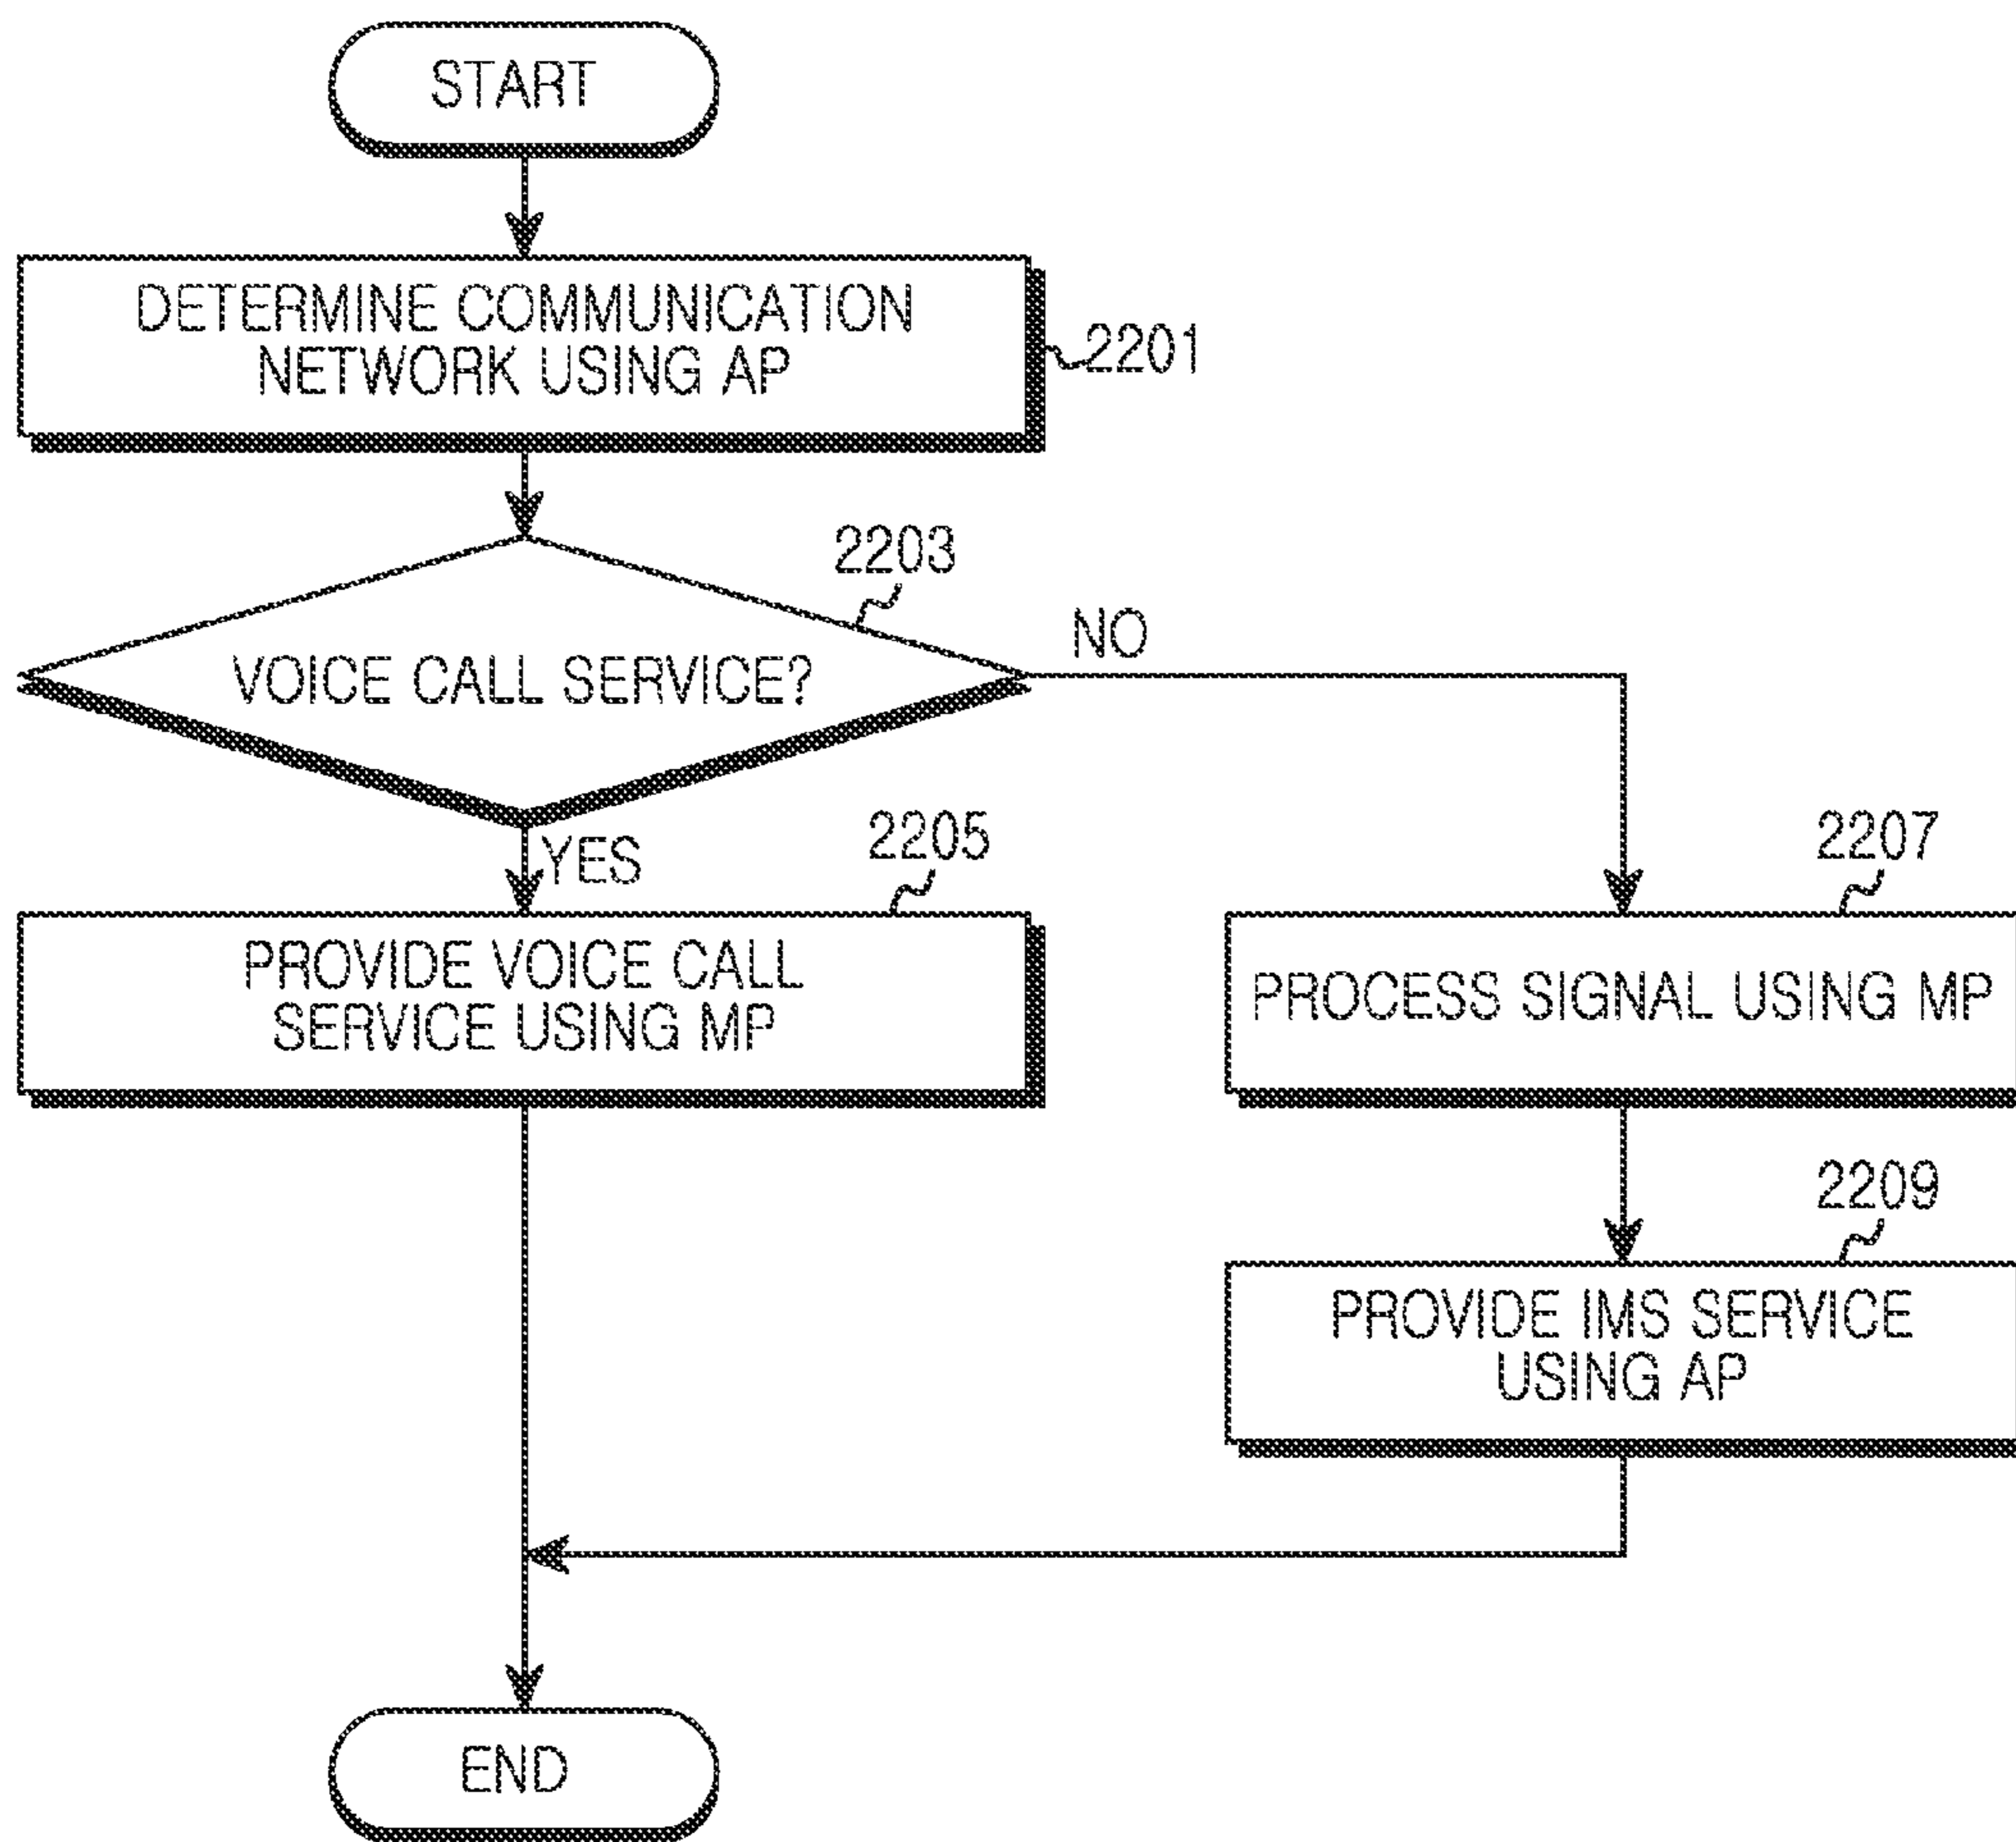 START
DETERMINE COMMUNICATION
NETWORK USING AP
2201
2203
VOICE CALL SERVICE?
NO
YES
2205
PROVIDE VOICE CALL
SERVICE USING MP
2207
PROCESS SIGNAL USING MP
2209
PROVIDE IMS SERVICE
USING AP
END